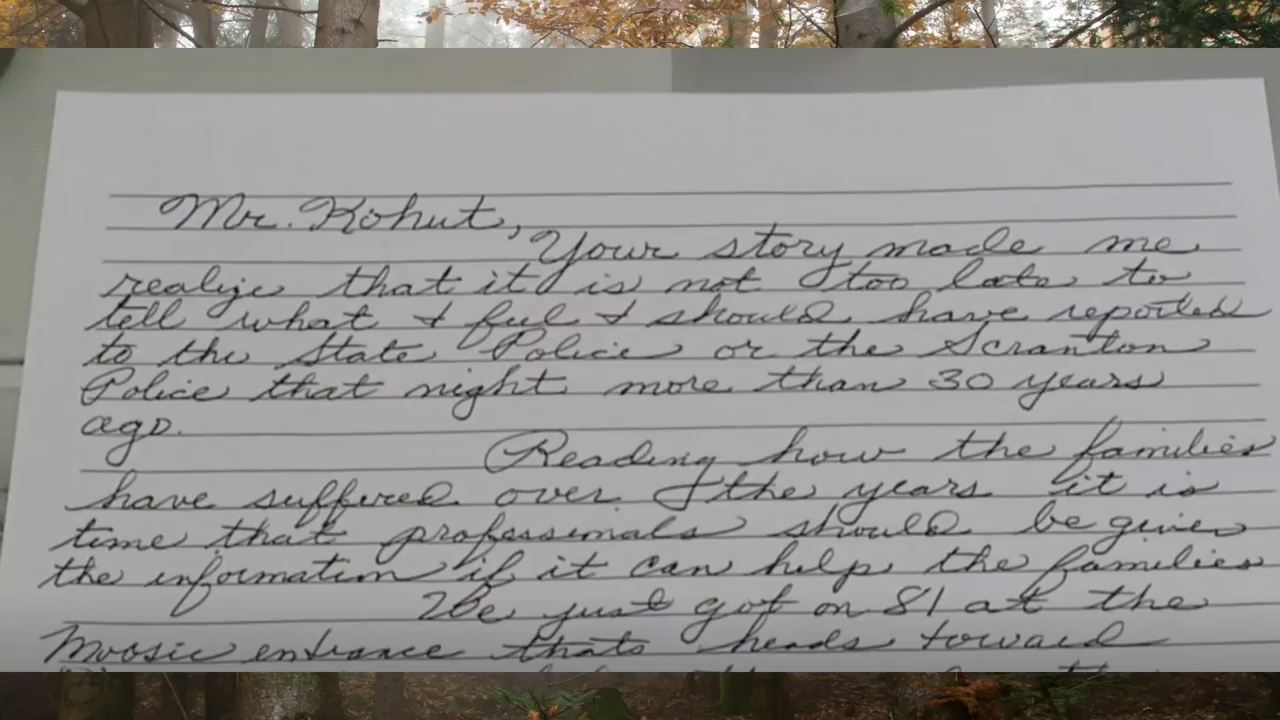 Mr. Kohut,
Your story made me
realize that it is not too late to
tell what I feel I should have reported
to the State Police or the Scranton
Police that night more than 30 years
ago.
Reading how the families
have suffered over the years it is
time that professionals should be given
the information if it can help the families
We just got on 81 at the
Moosic entrance thats heads toward